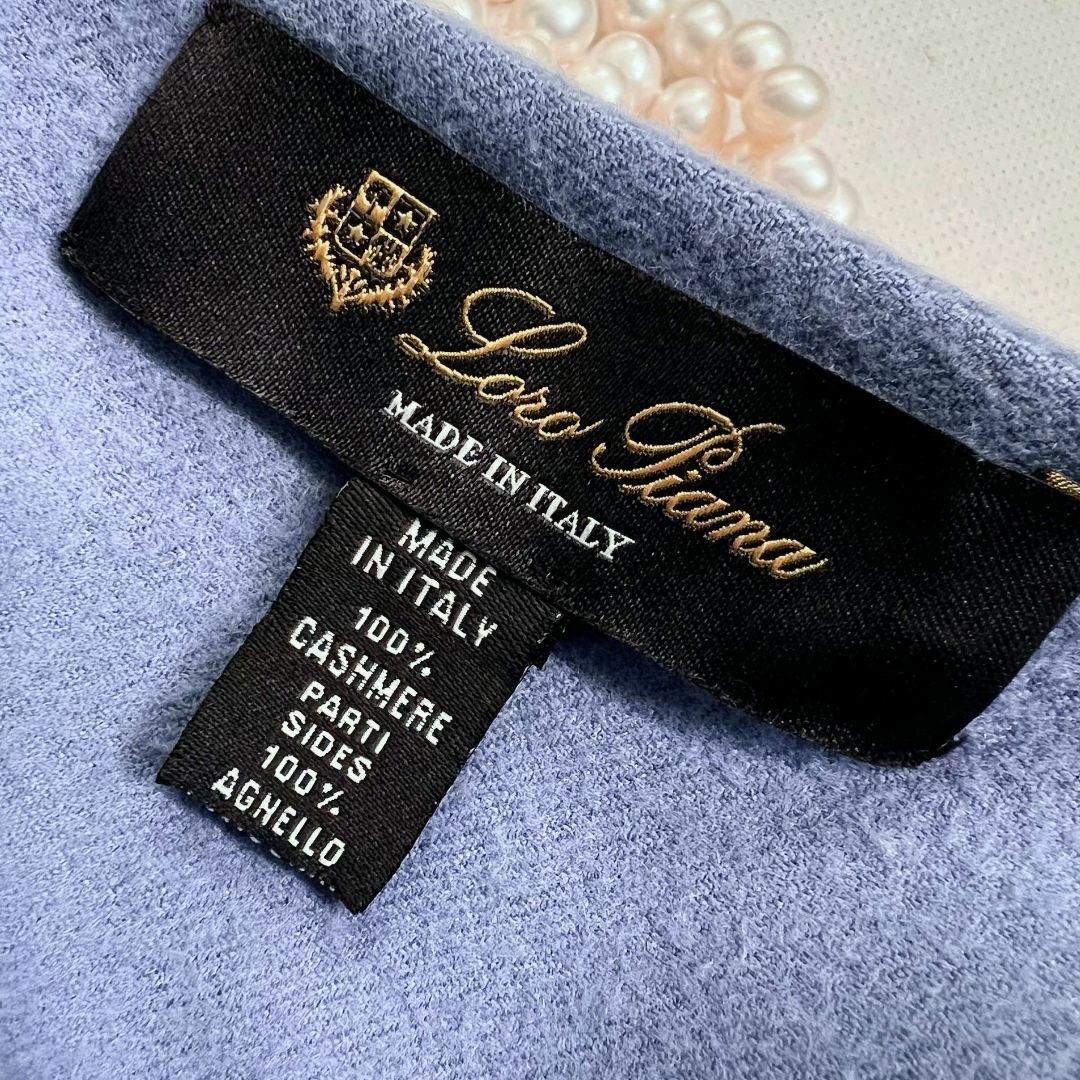 Loro Piana
MADE IN ITALY
MADE
IN ITALY
100%
CASHMERE
PARTI
SIDES
100%
AGNELLO